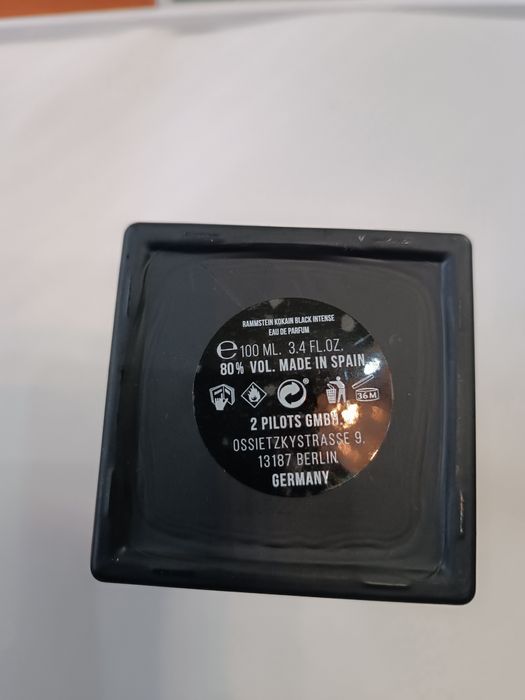 RAMMSTEIN KOKAIN BLACK INTENSE
EAU DE PARFUM
℮ 100 ML. 3.4 FL.OZ.
80% VOL. MADE IN SPAIN
36M
2 PILOTS GMBH.
OSSIETZKYSTRASSE 9.
13187 BERLIN
GERMANY